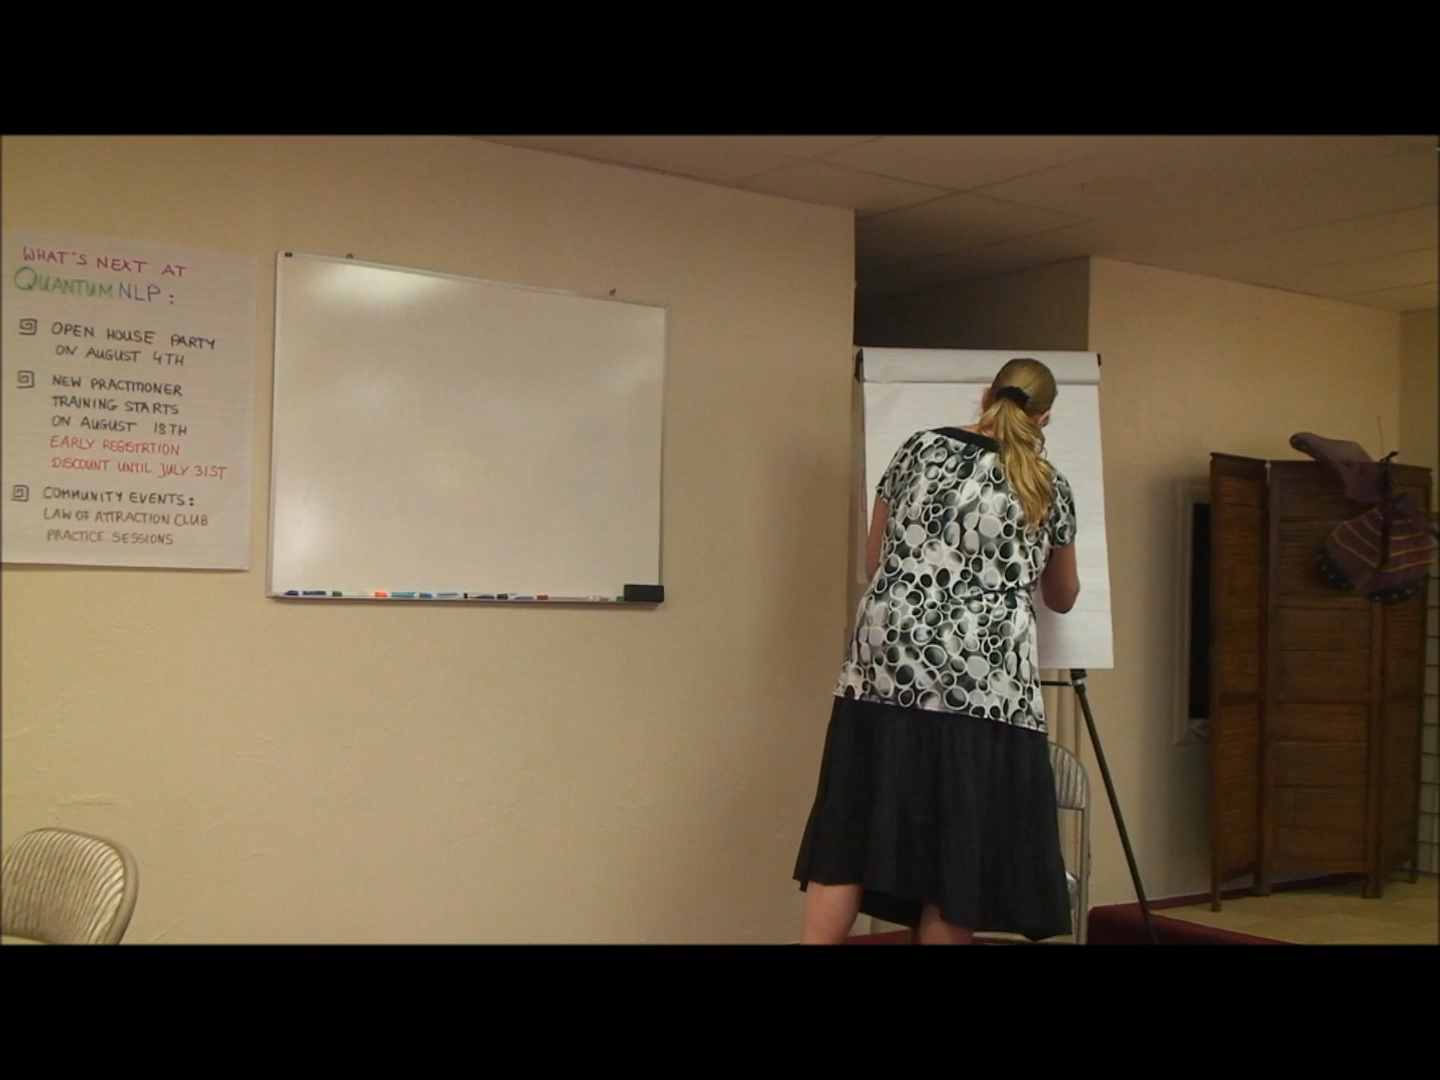 WHAT'S NEXT AT
QUANTUM NLP:
OPEN HOUSE PARTY
ON AUGUST 4TH
NEW PRACTITIONER
TRAINING STARTS
ON AUGUST 18TH
EARLY REGISTRTION
DISCOUNT UNTIL JULY 31ST
COMMUNITY EVENTS:
LAW OF ATTRACTION CLUB
PRACTICE SESSIONS